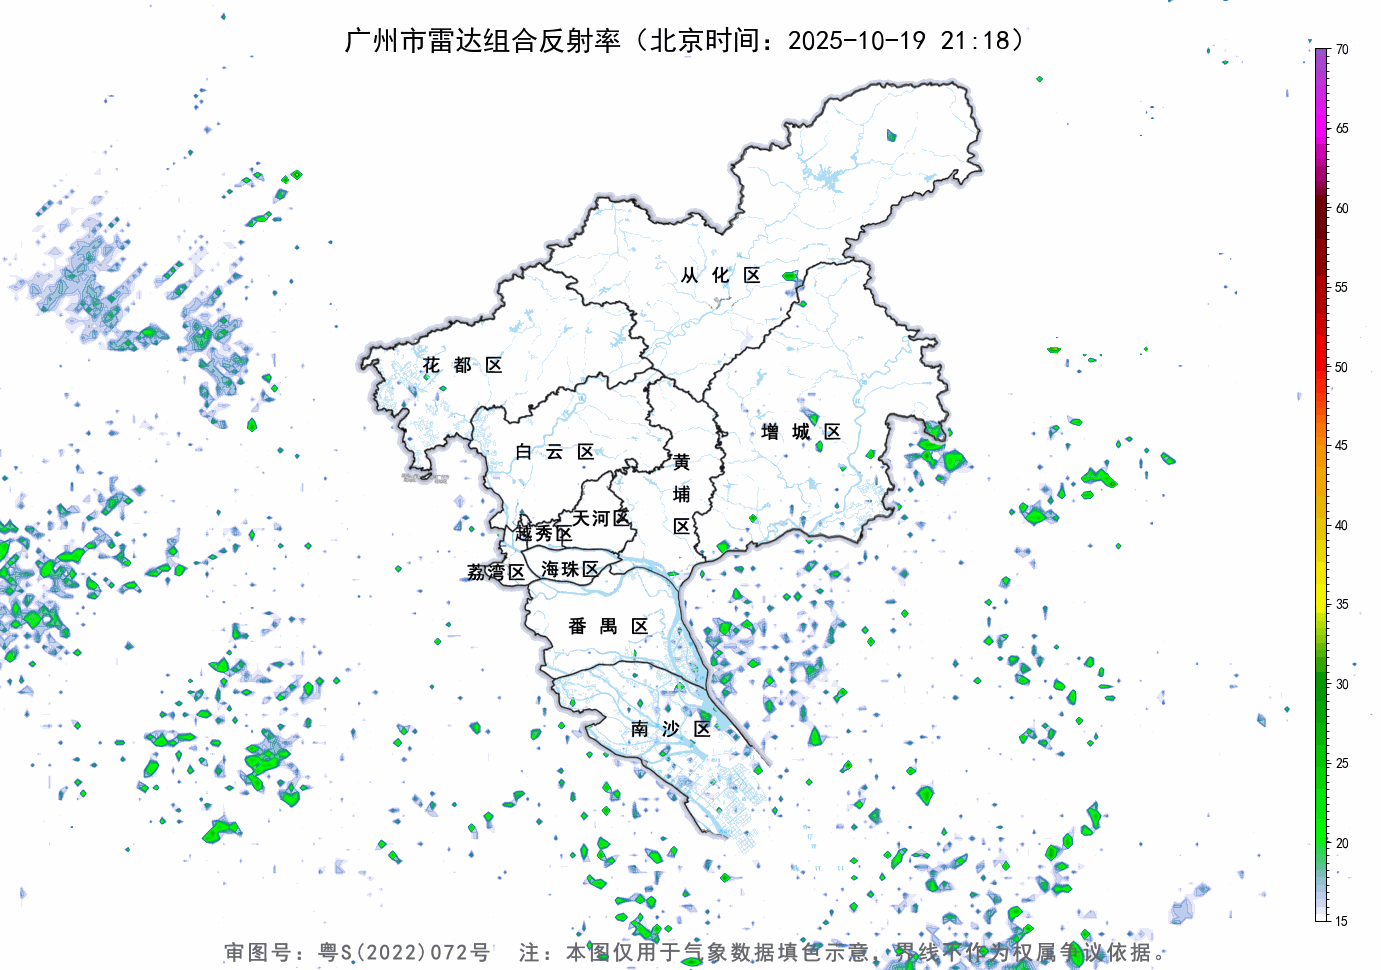 广州市雷达组合反射率（北京时间：2025-10-19 21:18）
70
65
60
55
50
45
40
35
30
25
20
15
从化区
花都区
增城区
白云区
黄埔区
天河区
越秀区
海珠区
荔湾区
番禺区
南沙区
审图号：粤S(2022)072号 注：本图仅用于气象数据填色示意，界线不作为权属争议依据。